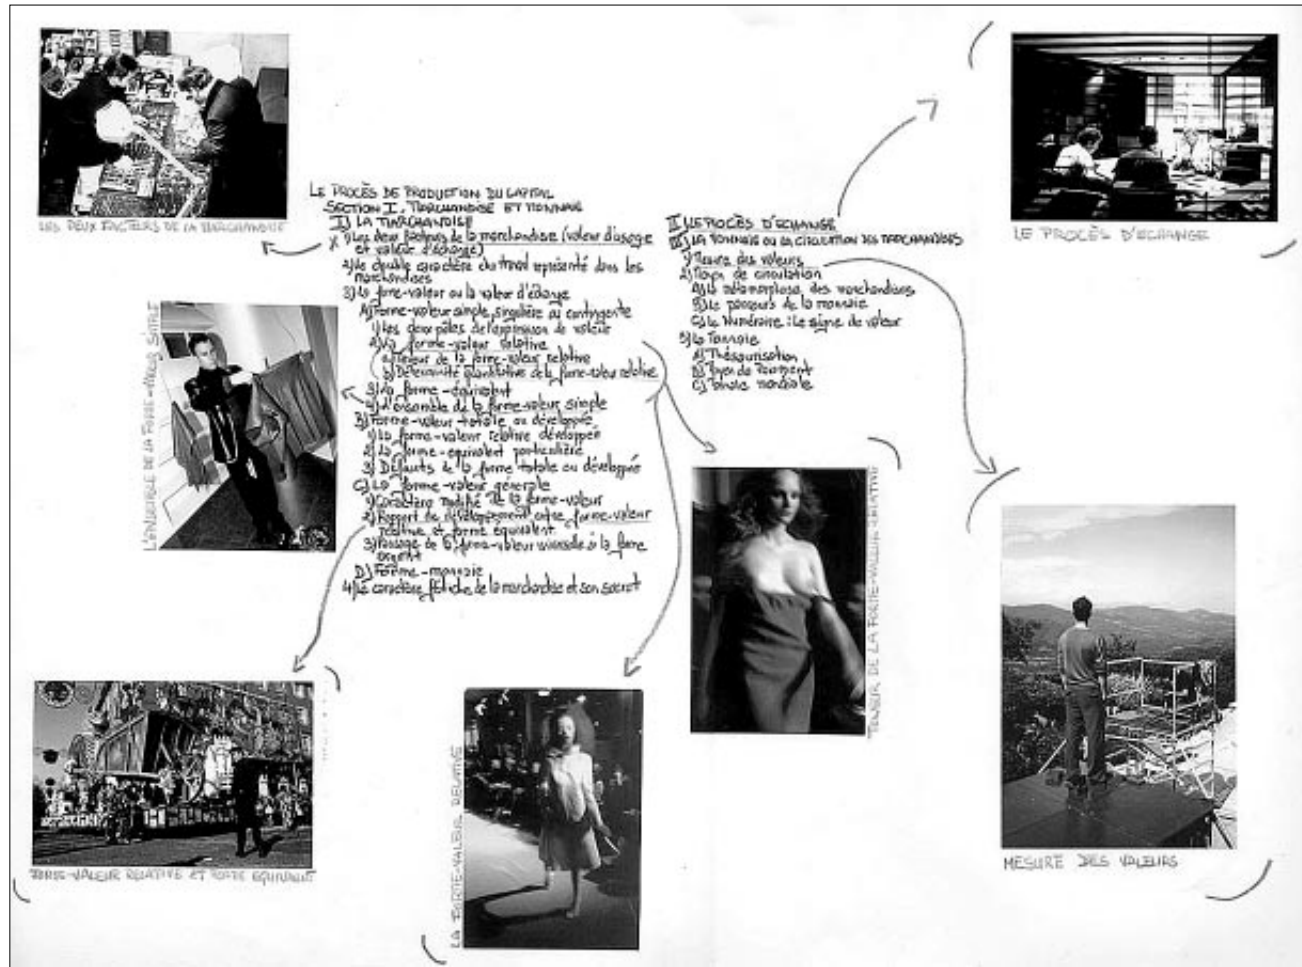 LE PROCÈS DE PRODUCTION DU CAPITAL
SECTION I. MARCHANDISE ET MONNAIE
I) LA MARCHANDISE
X 1) Les deux facteurs de la marchandise (valeur d'usage
et valeur d'échange)
2) Le double caractère du travail représenté dans les
marchandises
3) La forme-valeur ou la valeur d'échange
A) Forme-valeur simple, singulière ou contingente
1) Les deux pôles de l'expression de valeur
2) La forme-valeur relative
a) Teneur de la forme-valeur relative
b) Déterminité quantitative de la forme-valeur relative
3) La forme-équivalent
4) L'ensemble de la forme-valeur simple
B) Forme-valeur totale ou développée
1) La forme-valeur relative développée
2) La forme-équivalent particulière
3) Défauts de la forme totale ou développée
C) La forme-valeur générale
1) Caractère modifié de la forme-valeur
2) Rapport de développement entre forme-valeur
relative et forme équivalent
3) Passage de la forme-valeur à la forme
argent
D) Forme-monnaie
4) Le caractère fétiche de la marchandise et son secret
II LE PROCÈS D'ECHANGE
III) LA MONNAIE OU LA CIRCULATION DES MARCHANDISES
1) Mesure des valeurs
2) Moyen de circulation
A) La métamorphose des marchandises
B) Le parcours de la monnaie
C) Le Numéraire : Le signe de valeur
3) La Monnaie
A) Thésaurisation
B) Moyen de Paiement
C) Monnaie mondiale
LES DEUX FACTEURS DE LA MARCHANDISE
LE PROCÈS D'ECHANGE
L'ENSEMBLE DE LA FORME-VALEUR SIMPLE
TENEUR DE LA FORME-VALEUR RELATIVE
FORME-VALEUR RELATIVE ET FORME EQUIVALENT
LA FORME-VALEUR RELATIVE
MESURE DES VALEURS